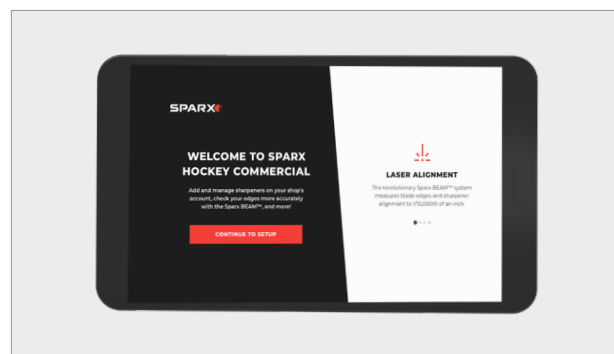 SPARX
WELCOME TO SPARX
HOCKEY COMMERCIAL
Add and manage sharpeners on your shop's
account, check your edges more accurately
with the Sparx BEAM™, and more!
CONTINUE TO SETUP
LASER ALIGNMENT
The revolutionary Sparx BEAM™ system
measures blade edges and sharpener
alignment to 1/10,000th of an inch.